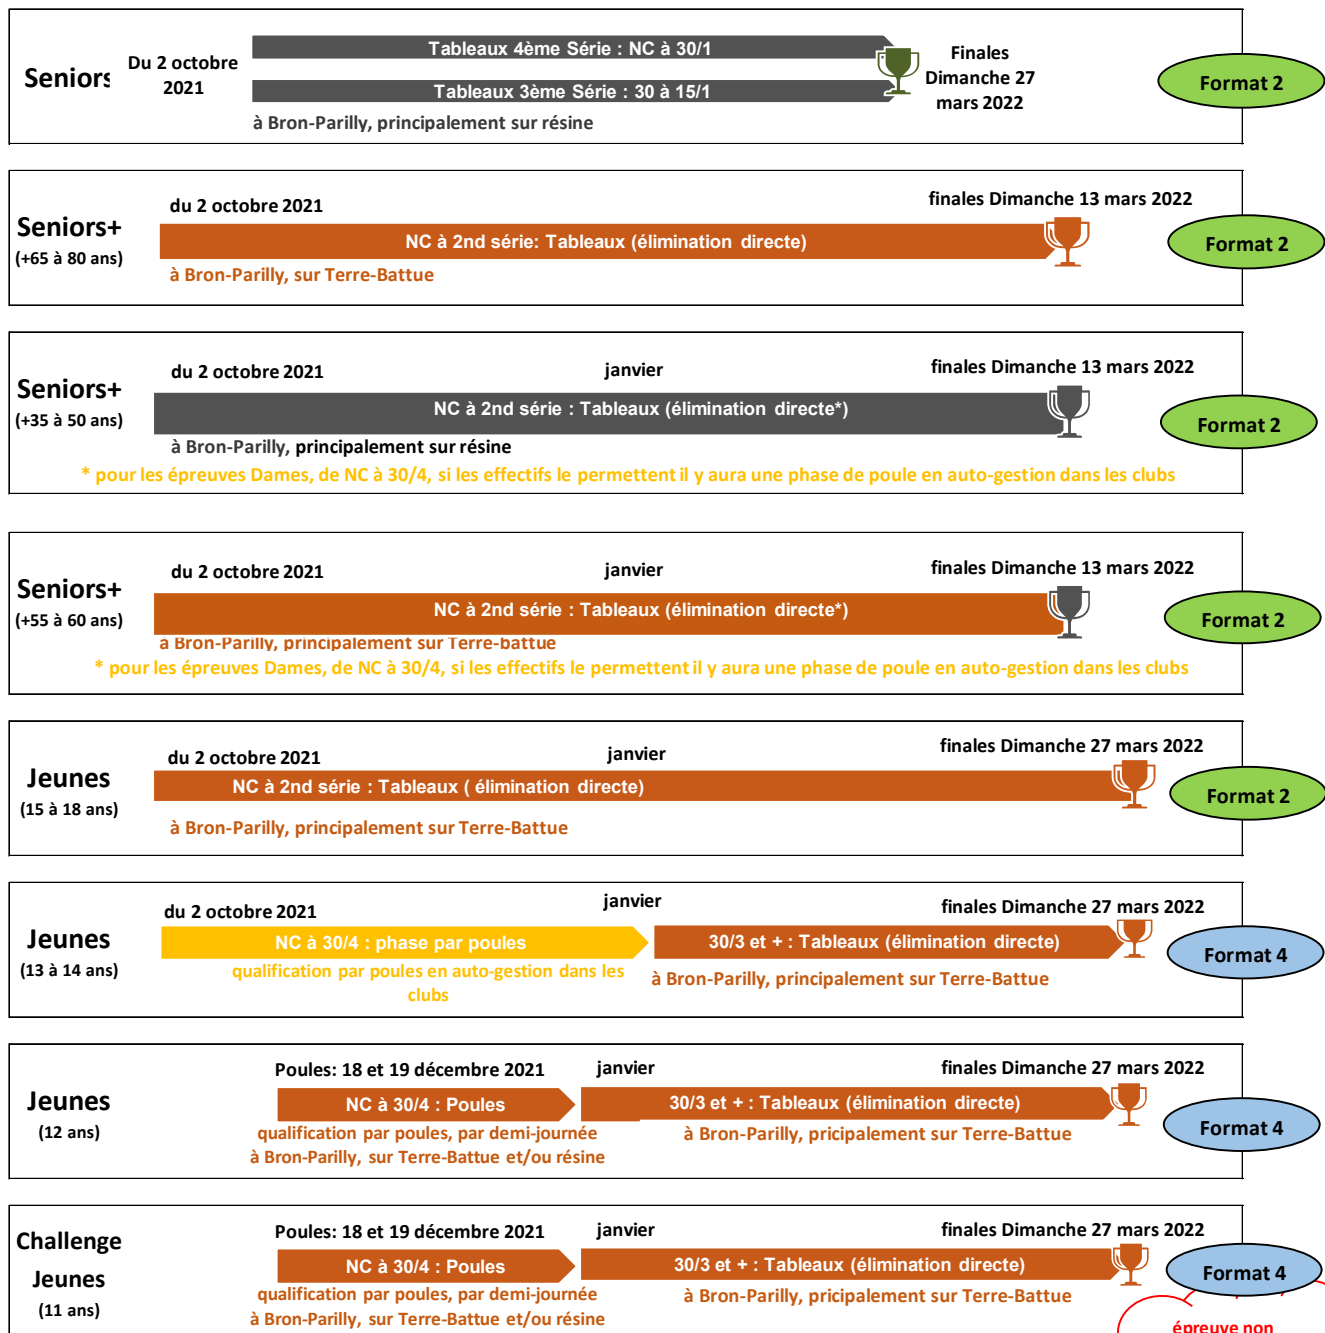 Seniors
Du 2 octobre
2021
Tableaux 4ème Série : NC à 30/1
Tableaux 3ème Série : 30 à 15/1
à Bron-Parilly, principalement sur résine
Finales
Dimanche 27
mars 2022
Format 2
Seniors+
(+65 à 80 ans)
du 2 octobre 2021
finales Dimanche 13 mars 2022
NC à 2nd série: Tableaux (élimination directe)
à Bron-Parilly, sur Terre-Battue
Format 2
Seniors+
(+35 à 50 ans)
du 2 octobre 2021
janvier
finales Dimanche 13 mars 2022
NC à 2nd série : Tableaux (élimination directe*)
à Bron-Parilly, principalement sur résine
* pour les épreuves Dames, de NC à 30/4, si les effectifs le permettent il y aura une phase de poule en auto-gestion dans les clubs
Format 2
Seniors+
(+55 à 60 ans)
du 2 octobre 2021
janvier
finales Dimanche 13 mars 2022
NC à 2nd série : Tableaux (élimination directe*)
à Bron-Parilly, principalement sur Terre-battue
* pour les épreuves Dames, de NC à 30/4, si les effectifs le permettent il y aura une phase de poule en auto-gestion dans les clubs
Format 2
Jeunes
(15 à 18 ans)
du 2 octobre 2021
janvier
finales Dimanche 27 mars 2022
NC à 2nd série : Tableaux ( élimination directe)
à Bron-Parilly, principalement sur Terre-Battue
Format 2
Jeunes
(13 à 14 ans)
du 2 octobre 2021
janvier
finales Dimanche 27 mars 2022
NC à 30/4 : phase par poules
qualification par poules en auto-gestion dans les
clubs
30/3 et + : Tableaux (élimination directe)
à Bron-Parilly, principalement sur Terre-Battue
Format 4
Jeunes
(12 ans)
Poules: 18 et 19 décembre 2021
janvier
finales Dimanche 27 mars 2022
NC à 30/4 : Poules
qualification par poules, par demi-journée
à Bron-Parilly, sur Terre-Battue et/ou résine
30/3 et + : Tableaux (élimination directe)
à Bron-Parilly, pricipalement sur Terre-Battue
Format 4
Challenge
Jeunes
(11 ans)
Poules: 18 et 19 décembre 2021
janvier
finales Dimanche 27 mars 2022
NC à 30/4 : Poules
qualification par poules, par demi-journée
à Bron-Parilly, sur Terre-Battue et/ou résine
30/3 et + : Tableaux (élimination directe)
à Bron-Parilly, pricipalement sur Terre-Battue
Format 4
épreuve non